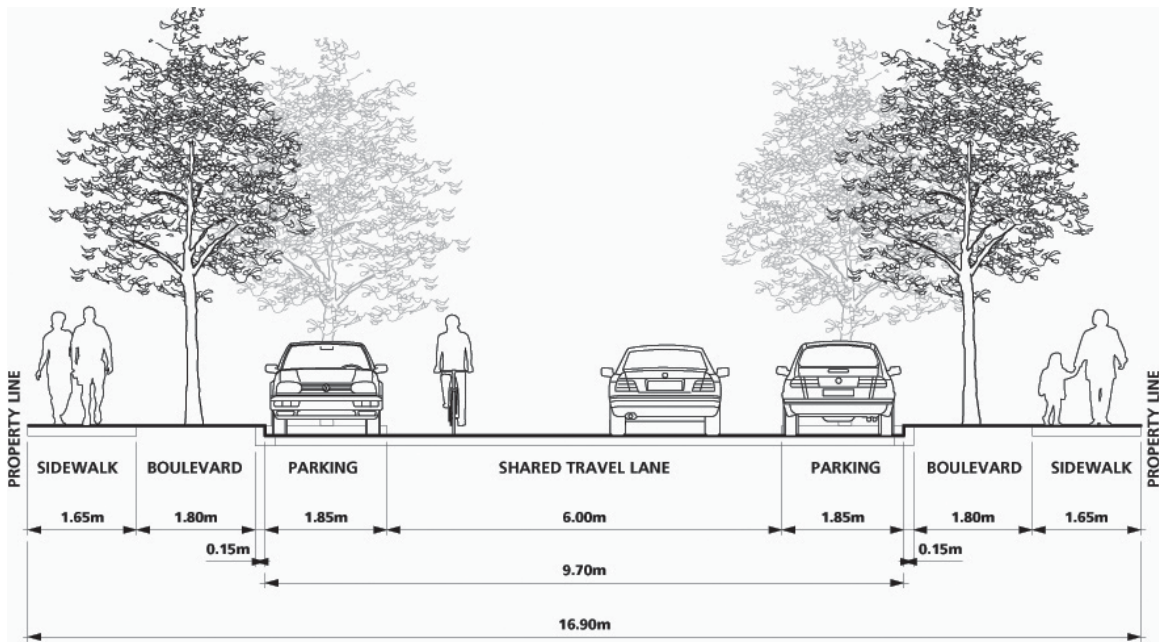 PROPERTY LINE
SIDEWALK BOULEVARD PARKING SHARED TRAVEL LANE PARKING BOULEVARD SIDEWALK
PROPERTY LINE
1.65m 1.80m 1.85m 6.00m 1.85m 1.80m 1.65m
0.15m 0.15m
9.70m
16.90m